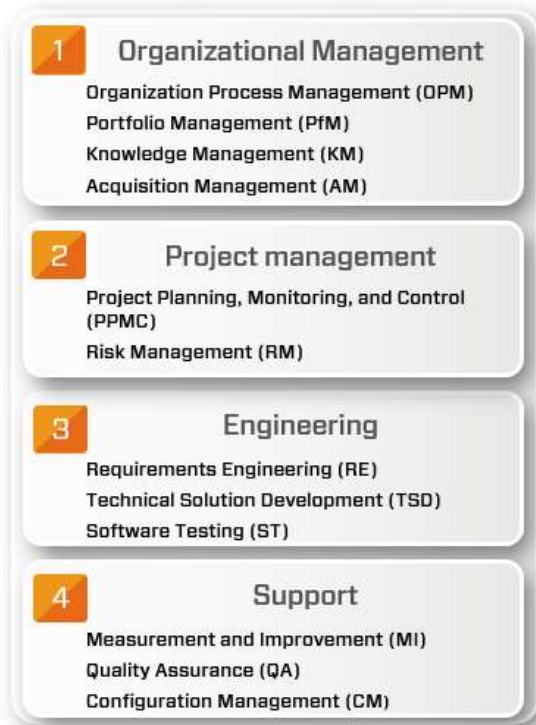 1 Organizational Management
Organization Process Management (OPM)
Portfolio Management (PfM)
Knowledge Management (KM)
Acquisition Management (AM)
2 Project management
Project Planning, Monitoring, and Control
(PPMC)
Risk Management (RM)
3 Engineering
Requirements Engineering (RE)
Technical Solution Development (TSD)
Software Testing (ST)
4 Support
Measurement and Improvement (MI)
Quality Assurance (QA)
Configuration Management (CM)